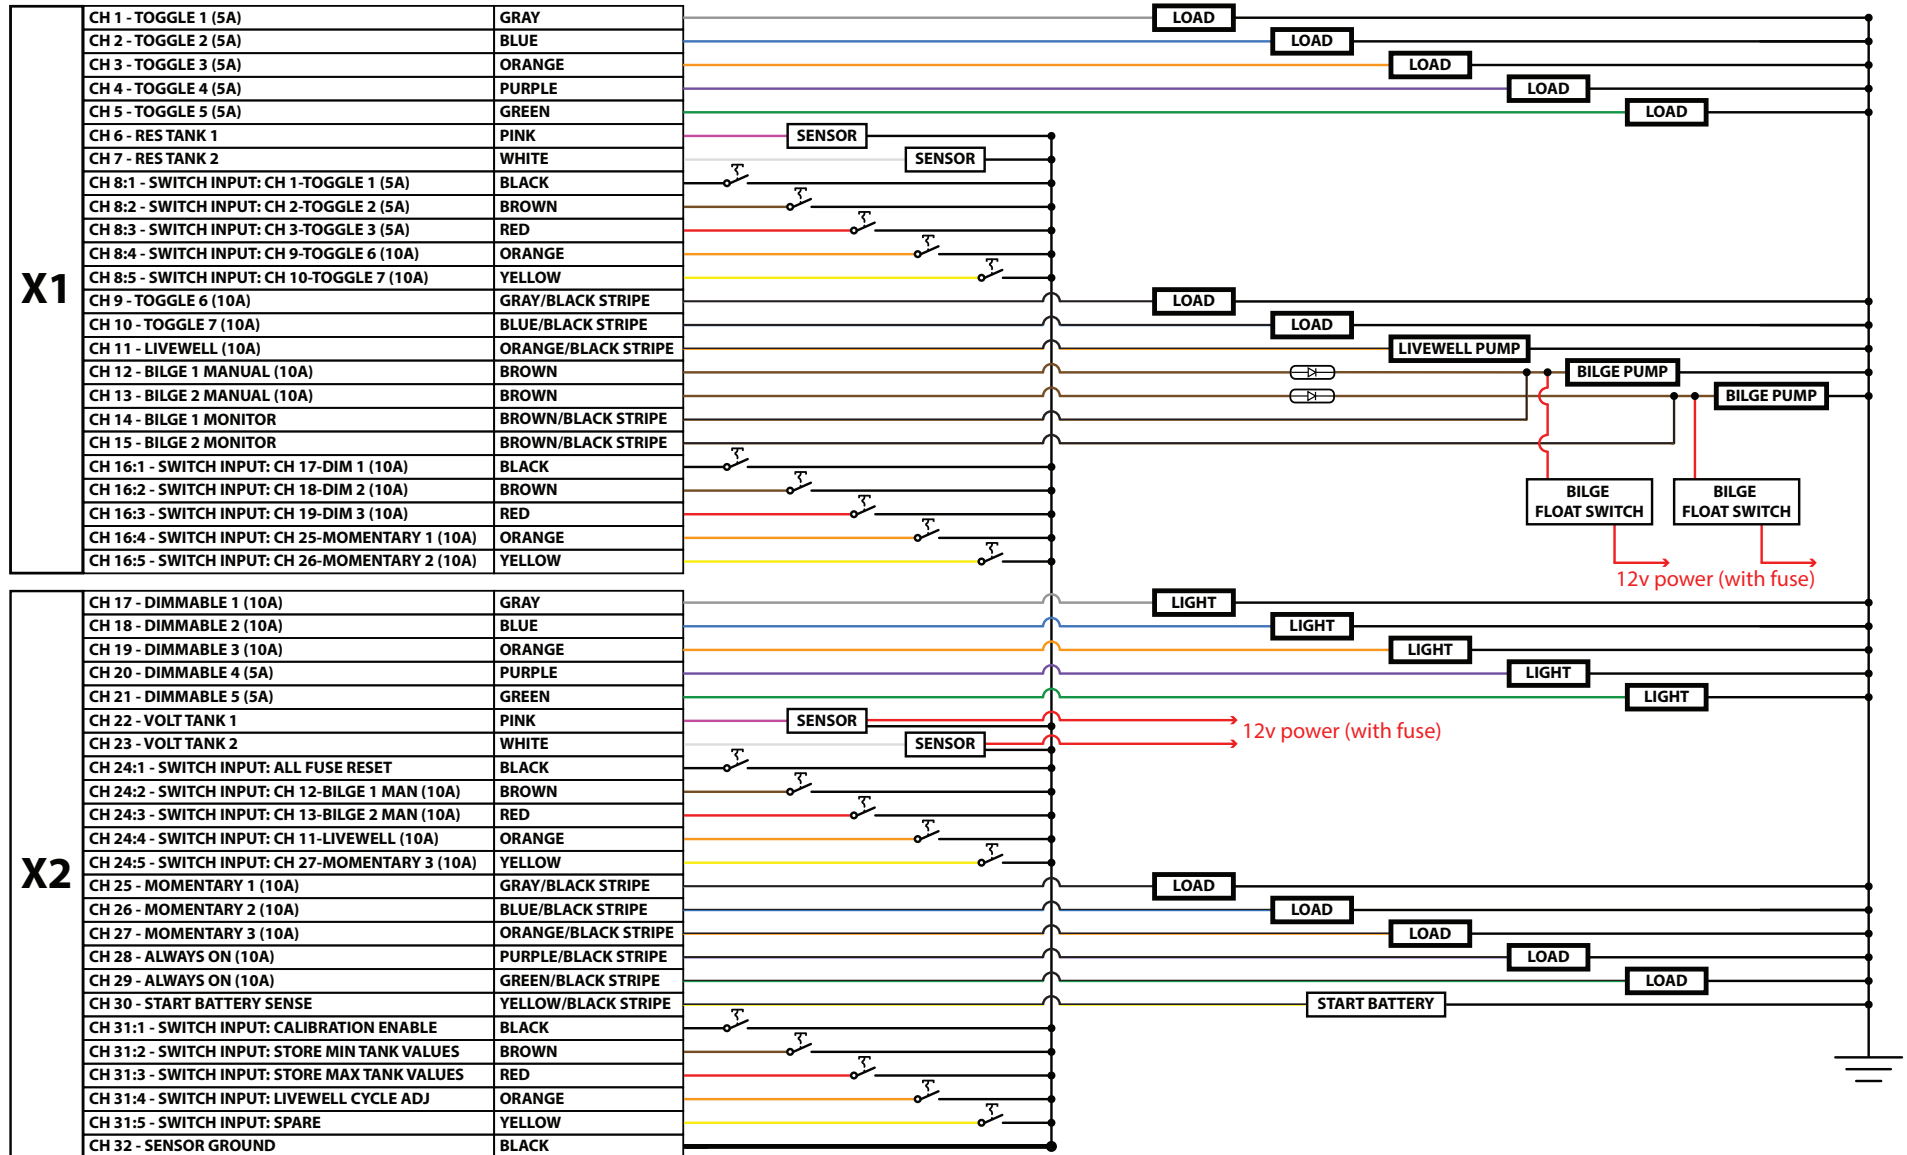 X1
CH 1 - TOGGLE 1 (5A) GRAY LOAD
CH 2 - TOGGLE 2 (5A) BLUE LOAD
CH 3 - TOGGLE 3 (5A) ORANGE LOAD
CH 4 - TOGGLE 4 (5A) PURPLE LOAD
CH 5 - TOGGLE 5 (5A) GREEN LOAD
CH 6 - RES TANK 1 PINK SENSOR
CH 7 - RES TANK 2 WHITE SENSOR
CH 8:1 - SWITCH INPUT: CH 1-TOGGLE 1 (5A) BLACK
CH 8:2 - SWITCH INPUT: CH 2-TOGGLE 2 (5A) BROWN
CH 8:3 - SWITCH INPUT: CH 3-TOGGLE 3 (5A) RED
CH 8:4 - SWITCH INPUT: CH 9-TOGGLE 6 (10A) ORANGE
CH 8:5 - SWITCH INPUT: CH 10-TOGGLE 7 (10A) YELLOW
CH 9 - TOGGLE 6 (10A) GRAY/BLACK STRIPE LOAD
CH 10 - TOGGLE 7 (10A) BLUE/BLACK STRIPE LOAD
CH 11 - LIVEWELL (10A) ORANGE/BLACK STRIPE LIVEWELL PUMP
CH 12 - BILGE 1 MANUAL (10A) BROWN BILGE PUMP
CH 13 - BILGE 2 MANUAL (10A) BROWN BILGE PUMP
CH 14 - BILGE 1 MONITOR BROWN/BLACK STRIPE
CH 15 - BILGE 2 MONITOR BROWN/BLACK STRIPE
CH 16:1 - SWITCH INPUT: CH 17-DIM 1 (10A) BLACK
CH 16:2 - SWITCH INPUT: CH 18-DIM 2 (10A) BROWN
CH 16:3 - SWITCH INPUT: CH 19-DIM 3 (10A) RED
CH 16:4 - SWITCH INPUT: CH 25-MOMENTARY 1 (10A) ORANGE
CH 16:5 - SWITCH INPUT: CH 26-MOMENTARY 2 (10A) YELLOW
BILGE
FLOAT SWITCH
BILGE
FLOAT SWITCH
12v power (with fuse)
X2
CH 17 - DIMMABLE 1 (10A) GRAY LIGHT
CH 18 - DIMMABLE 2 (10A) BLUE LIGHT
CH 19 - DIMMABLE 3 (10A) ORANGE LIGHT
CH 20 - DIMMABLE 4 (5A) PURPLE LIGHT
CH 21 - DIMMABLE 5 (5A) GREEN LIGHT
CH 22 - VOLT TANK 1 PINK SENSOR
12v power (with fuse)
CH 23 - VOLT TANK 2 WHITE SENSOR
CH 24:1 - SWITCH INPUT: ALL FUSE RESET BLACK
CH 24:2 - SWITCH INPUT: CH 12-BILGE 1 MAN (10A) BROWN
CH 24:3 - SWITCH INPUT: CH 13-BILGE 2 MAN (10A) RED
CH 24:4 - SWITCH INPUT: CH 11-LIVEWELL (10A) ORANGE
CH 24:5 - SWITCH INPUT: CH 27-MOMENTARY 3 (10A) YELLOW
CH 25 - MOMENTARY 1 (10A) GRAY/BLACK STRIPE LOAD
CH 26 - MOMENTARY 2 (10A) BLUE/BLACK STRIPE LOAD
CH 27 - MOMENTARY 3 (10A) ORANGE/BLACK STRIPE LOAD
CH 28 - ALWAYS ON (10A) PURPLE/BLACK STRIPE LOAD
CH 29 - ALWAYS ON (10A) GREEN/BLACK STRIPE LOAD
CH 30 - START BATTERY SENSE YELLOW/BLACK STRIPE START BATTERY
CH 31:1 - SWITCH INPUT: CALIBRATION ENABLE BLACK
CH 31:2 - SWITCH INPUT: STORE MIN TANK VALUES BROWN
CH 31:3 - SWITCH INPUT: STORE MAX TANK VALUES RED
CH 31:4 - SWITCH INPUT: LIVEWELL CYCLE ADJ ORANGE
CH 31:5 - SWITCH INPUT: SPARE YELLOW
CH 32 - SENSOR GROUND BLACK